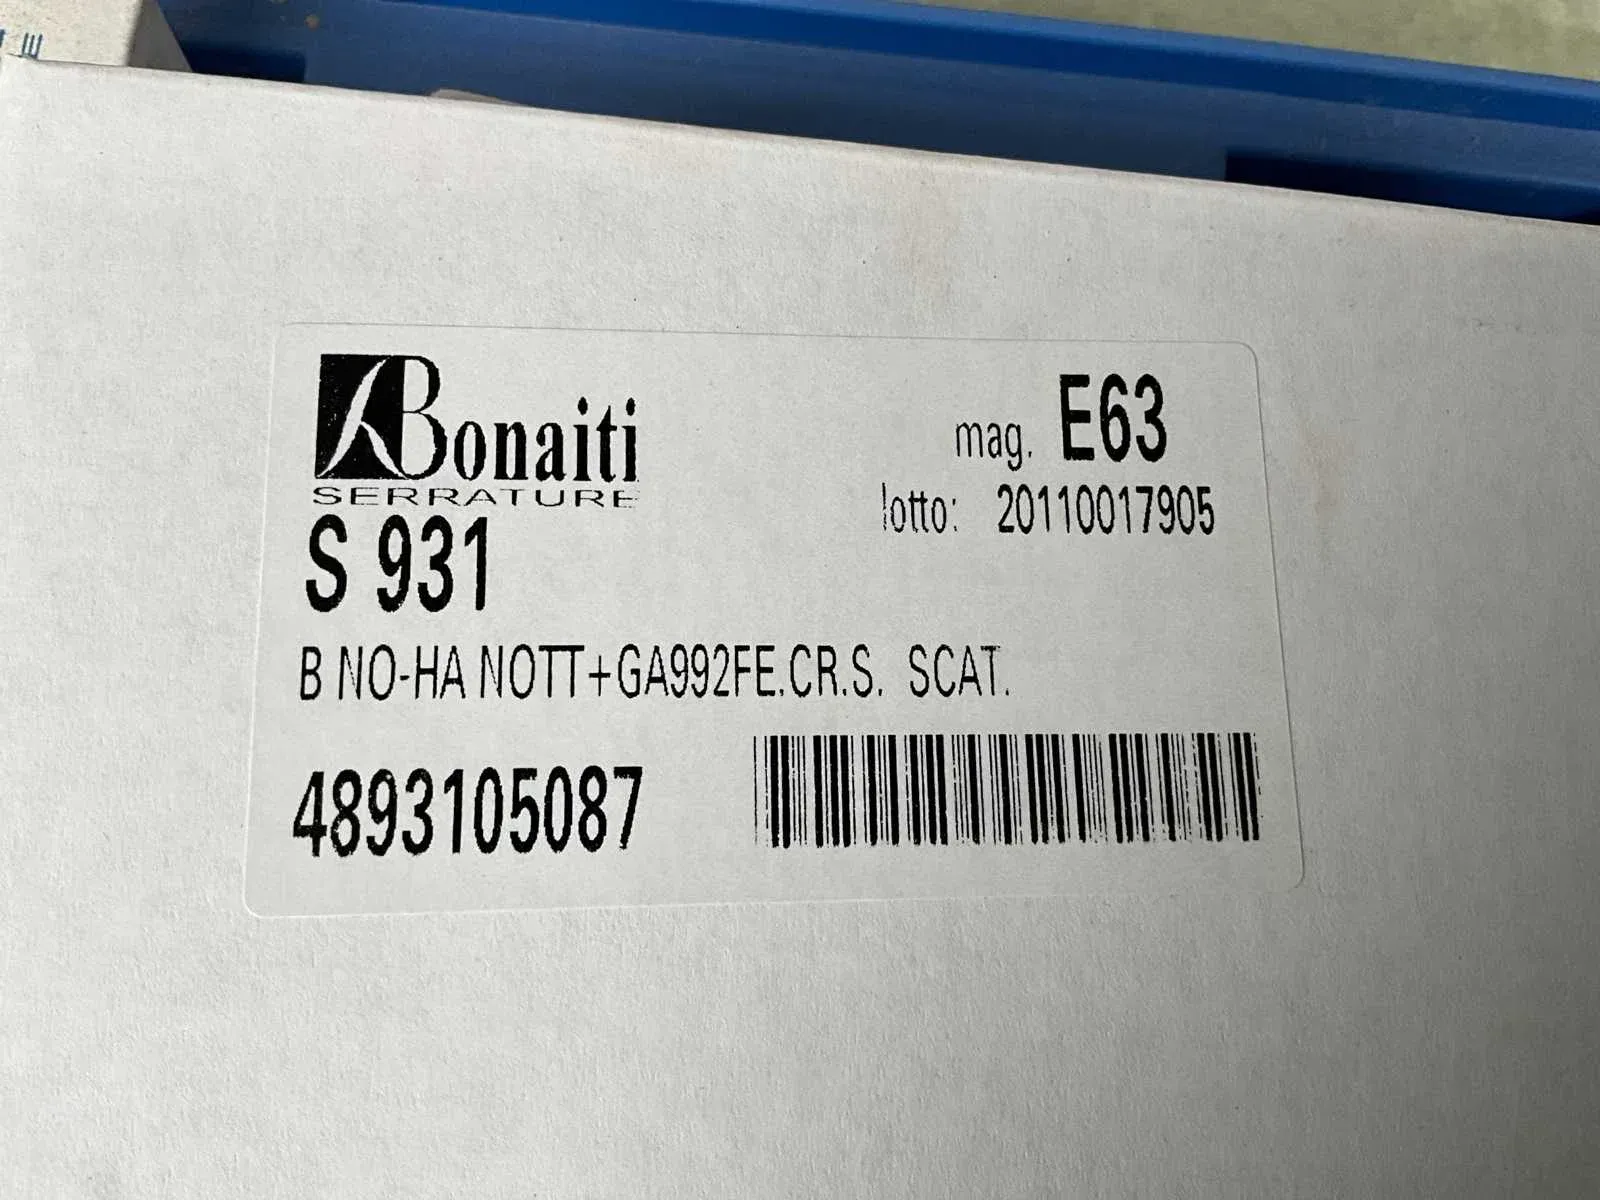 Bonaiti
SERRATURE
mag. E63
lotto: 20110017905
S 931
B NO-HA NOTT+GA992FE.CR.S. SCAT.
4893105087